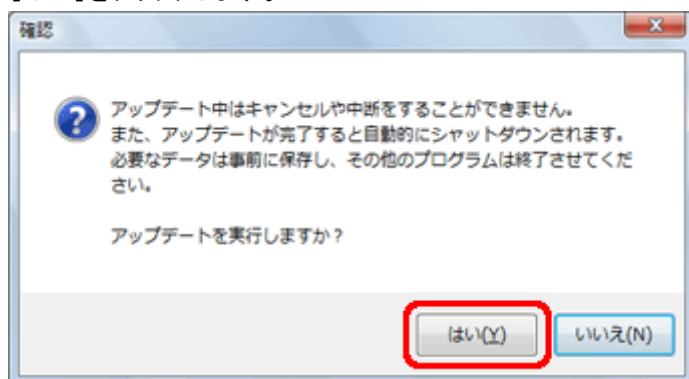 確認
アップデート中はキャンセルや中断をすることができません。
また、アップデートが完了すると自動的にシャットダウンされます。
必要なデータは事前に保存し、その他のプログラムは終了させてくだ
さい。
アップデートを実行しますか？
はい(Y)
いいえ(N)